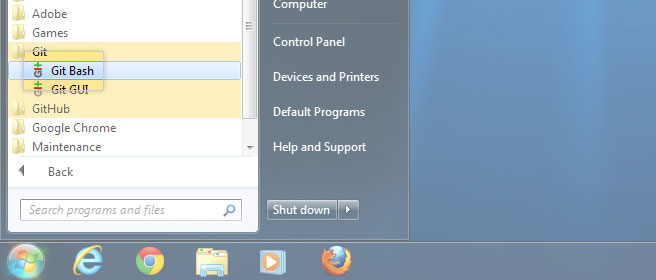 Adobe
Games
Git
Git Bash
Git GUI
GitHub
Google Chrome
Maintenance
Back
Search programs and files
Computer
Control Panel
Devices and Printers
Default Programs
Help and Support
Shut down